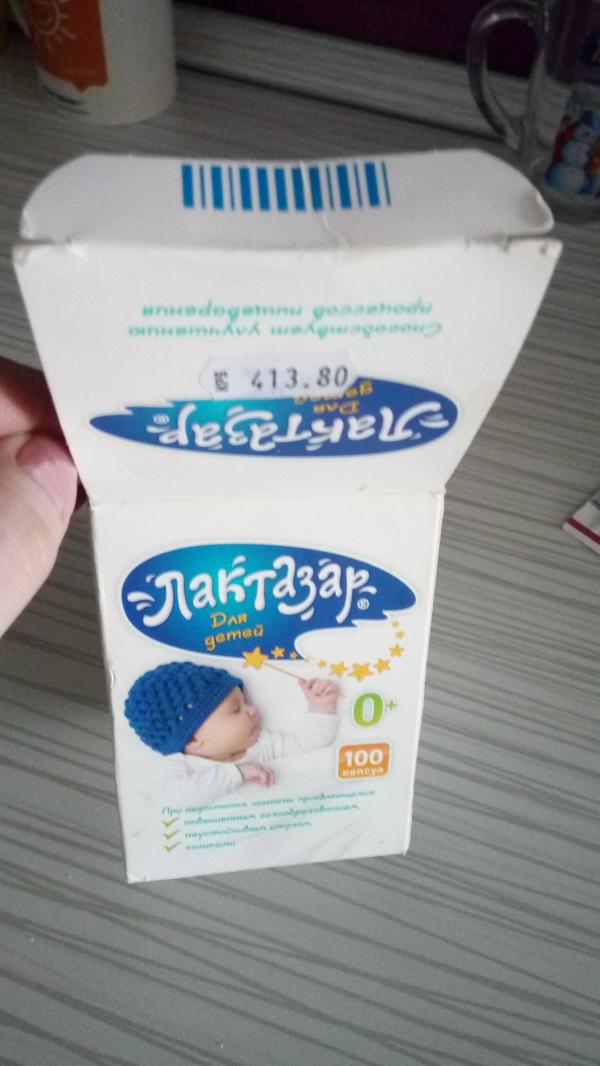 Способствует улучшению
процессов пищеварения
413.80
Лактазар®
Для
детей
Лактазар®
Для
детей
0+
100
капсул
При недостатке лактазы, проявляющемся
повышенным газообразованием
неустойчивым стулом
коликами